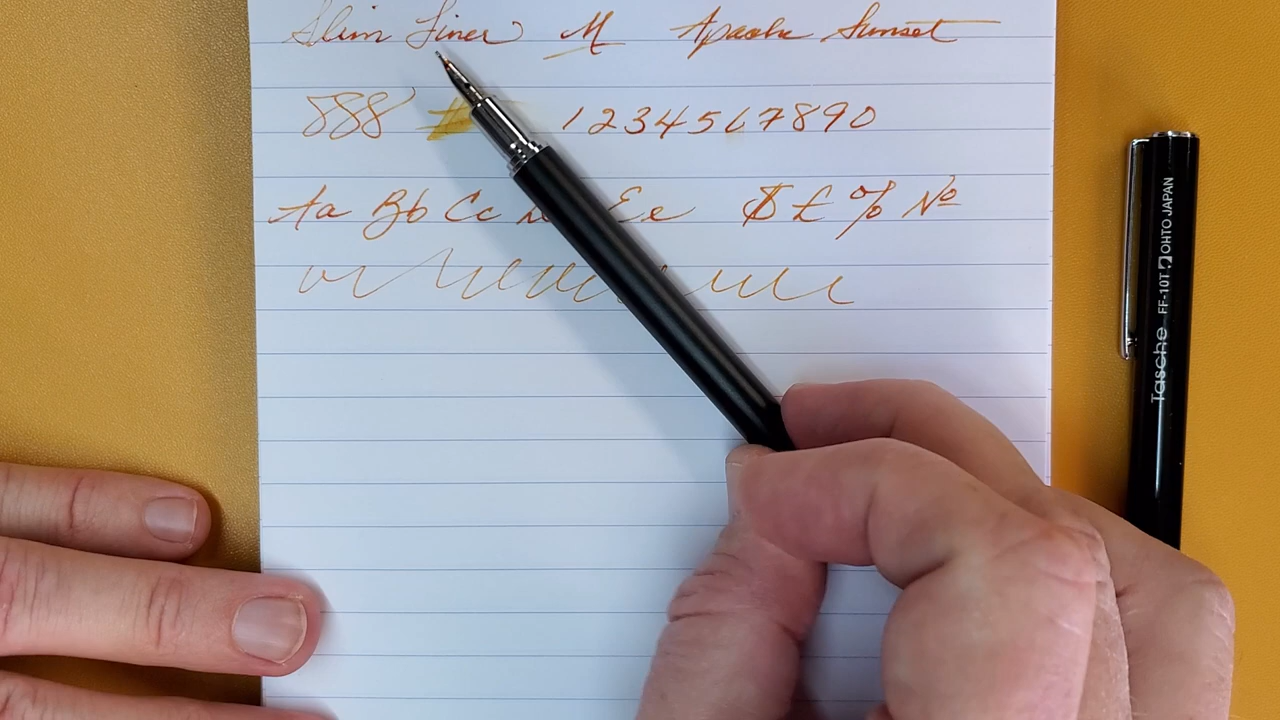 Slim Liner M Apache Sunset
888 # 1234567890
Aa Bb Cc Ee $ £ % №
Tasche FF-10T OHTO JAPAN